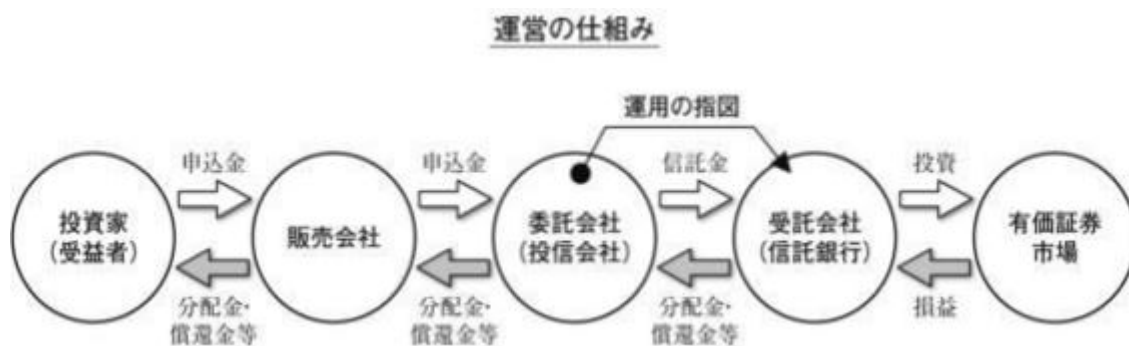 運営の仕組み
運用の指図
申込金
申込金
信託金
投資
投資家
(受益者)
販売会社
委託会社
(投信会社)
受託会社
(信託銀行)
有価証券
市場
分配金・
償還金等
分配金・
償還金等
分配金・
償還金等
損益